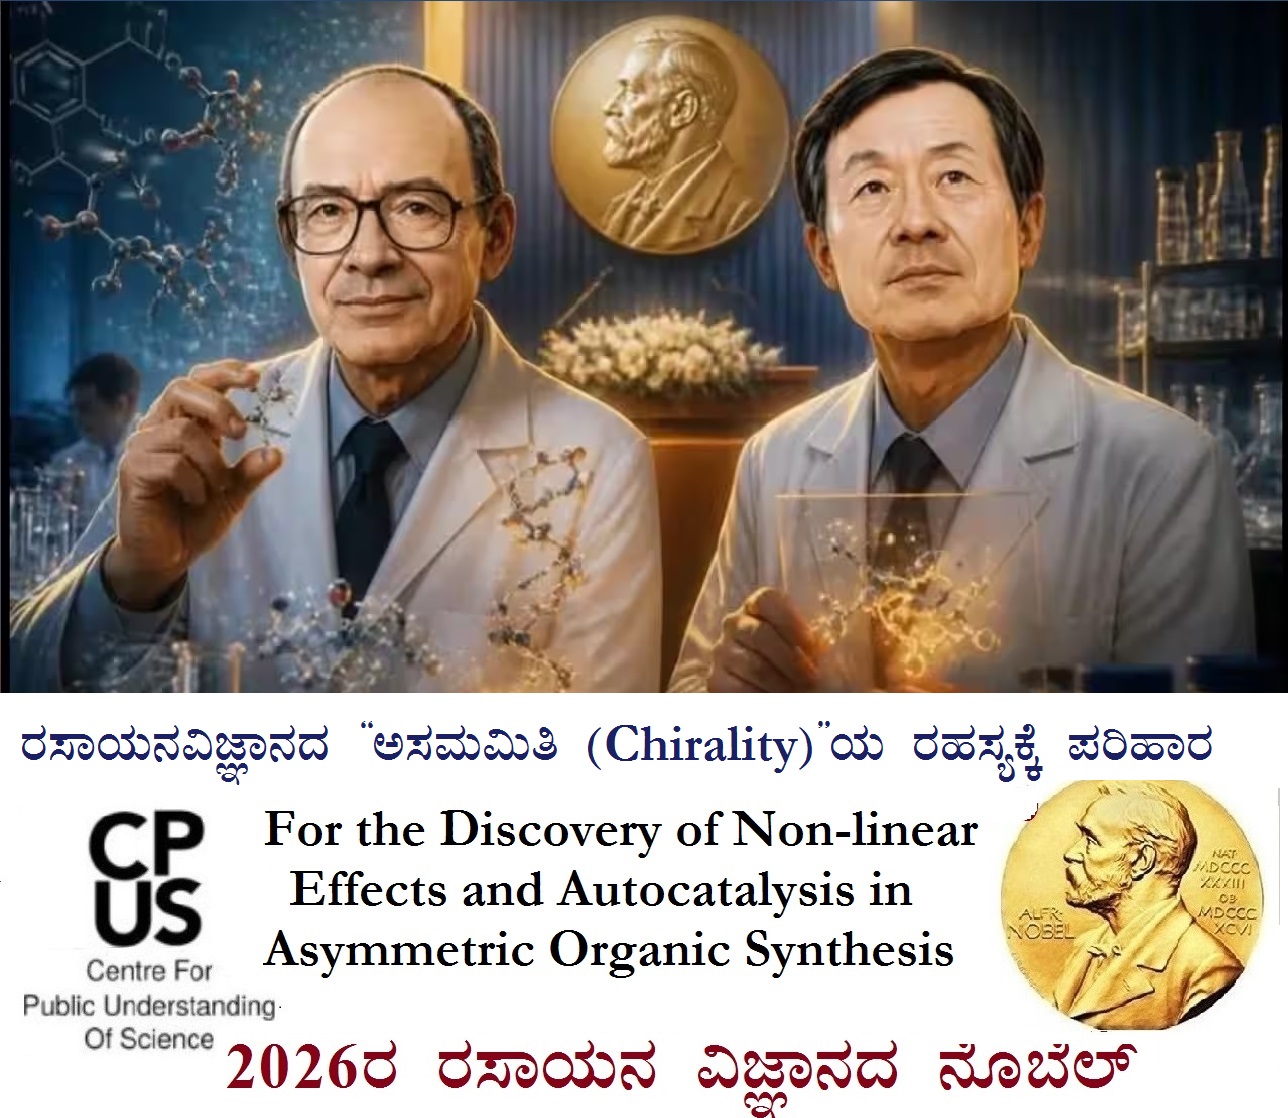 ರಸಾಯನವಿಜ್ಞಾನದ “ಅಸಮಮಿತಿ (Chirality)”ಯ ರಹಸ್ಯಕ್ಕೆ ಪರಿಹಾರ
For the Discovery of Non-linear
Effects and Autocatalysis in
Asymmetric Organic Synthesis
CP
US
Centre For
Public Understanding
Of Science
NAT
MDCCC
XXXIII
OB
MDCCC
XCVI
ALFR
NOBEL
2026ರ ರಸಾಯನ ವಿಜ್ಞಾನದ ನೊಬೆಲ್